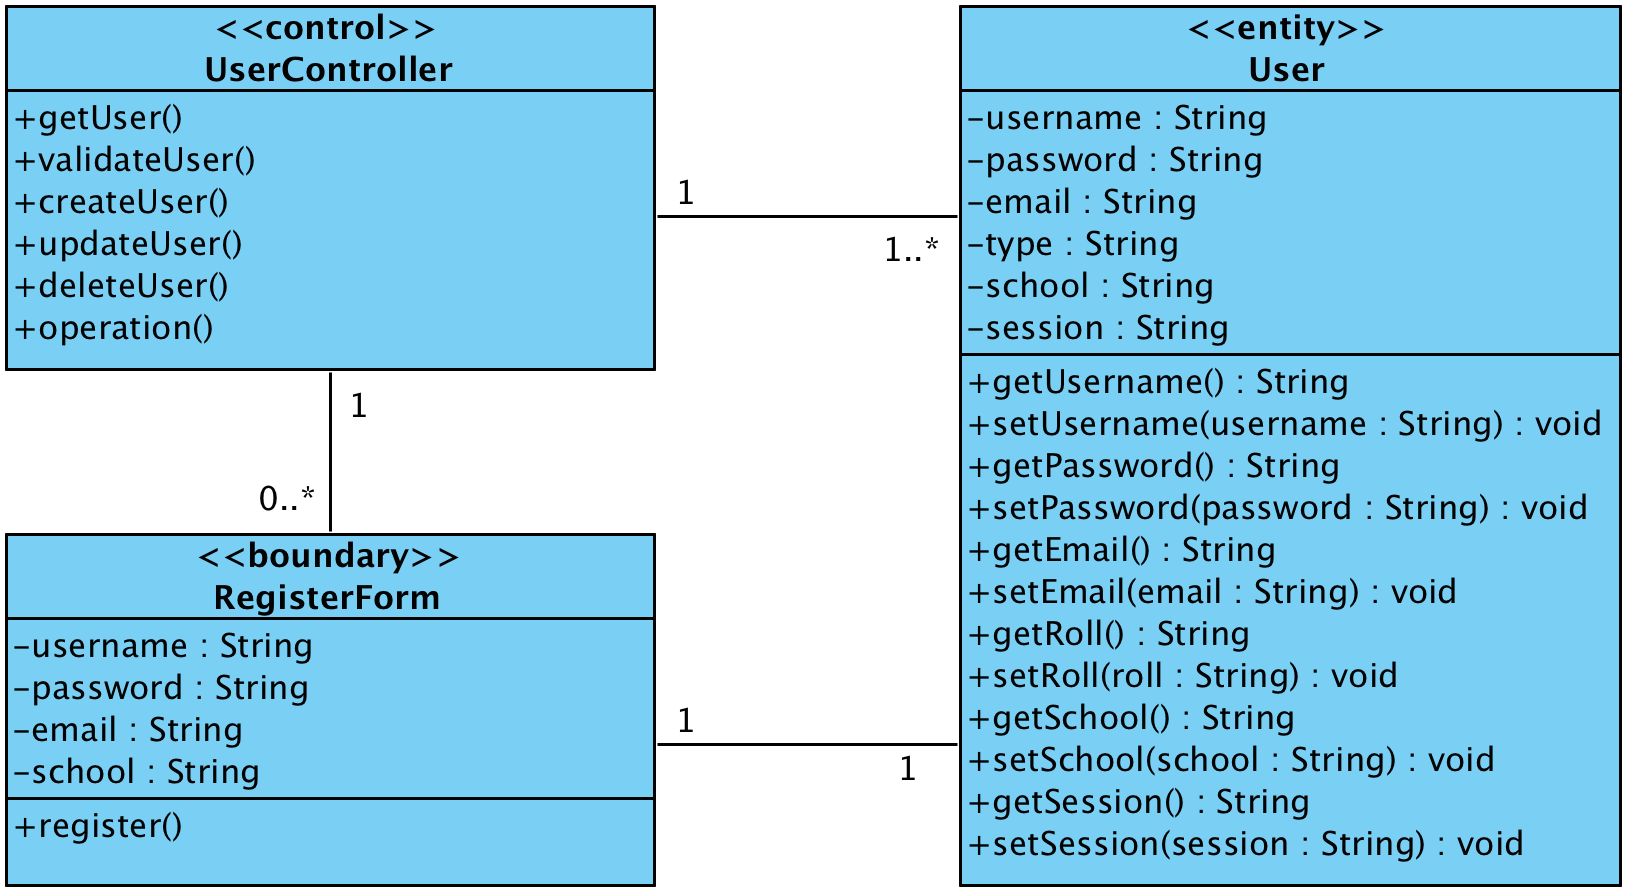 <<control>>
UserController
+getUser()
+validateUser()
+createUser()
+updateUser()
+deleteUser()
+operation()
1
1..*
1
0..*
<<entity>>
User
-username : String
-password : String
-email : String
-type : String
-school : String
-session : String
+getUsername() : String
+setUsername(username : String) : void
+getPassword() : String
+setPassword(password : String) : void
+getEmail() : String
+setEmail(email : String) : void
+getRoll() : String
+setRoll(roll : String) : void
+getSchool() : String
+setSchool(school : String) : void
+getSession() : String
+setSession(session : String) : void
<<boundary>>
RegisterForm
-username : String
-password : String
-email : String
-school : String
+register()
1
1